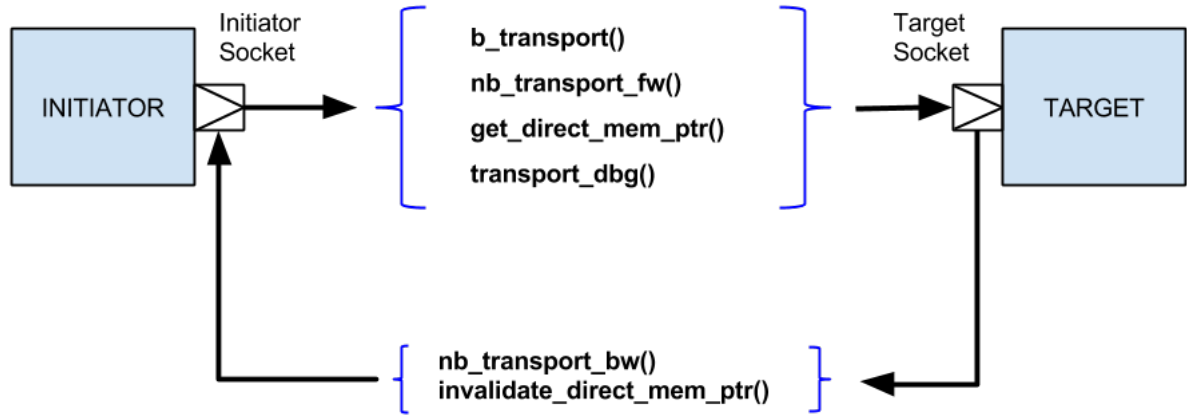 Initiator
Socket
Target
Socket
INITIATOR
b_transport()
nb_transport_fw()
get_direct_mem_ptr()
transport_dbg()
TARGET
nb_transport_bw()
invalidate_direct_mem_ptr()